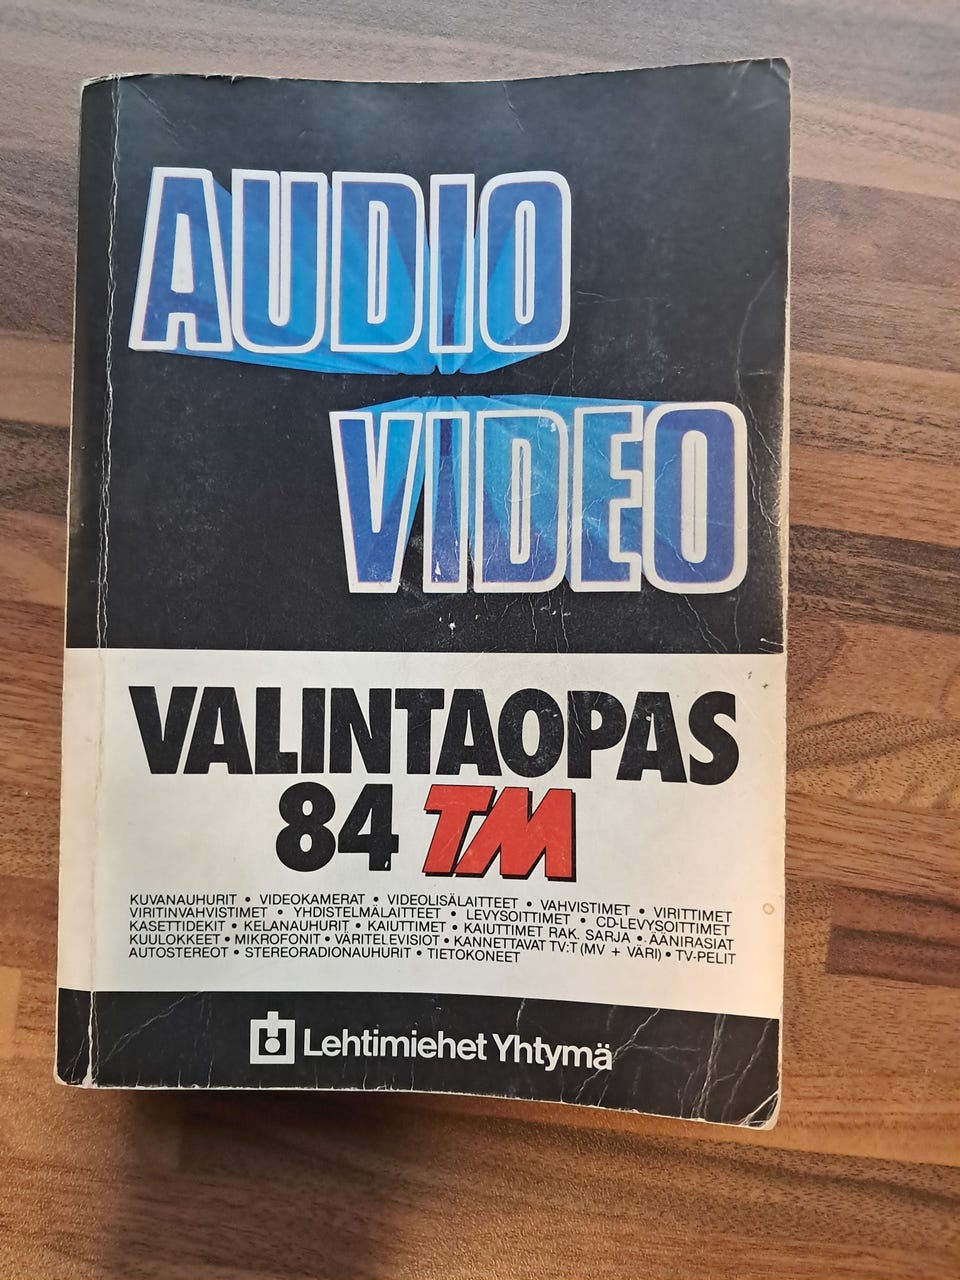 AUDIO
VIDEO
VALINTAOPAS
84 TM
KUVANAUHURIT • VIDEOKAMERAT • VIDEOLISÄLAITTEET • VAHVISTIMET • VIRITTIMET
VIRITINVAHVISTIMET • YHDISTELMÄLAITTEET • LEVYSOITTIMET • CD-LEVYSOITTIMET
KASETTIDEKIT • KELANAUHURIT • KAIUTTIMET • KAIUTTIMET RAK. SARJA • ÄÄNIRASIAT
KUULOKKEET • MIKROFONIT • VÄRITELEVISIOT • KANNETTAVAT TV:T (MV + VÄRI) • TV-PELIT
AUTOSTEREOT • STEREORADIONAUHURIT • TIETOKONEET
Lehtimiehet Yhtymä